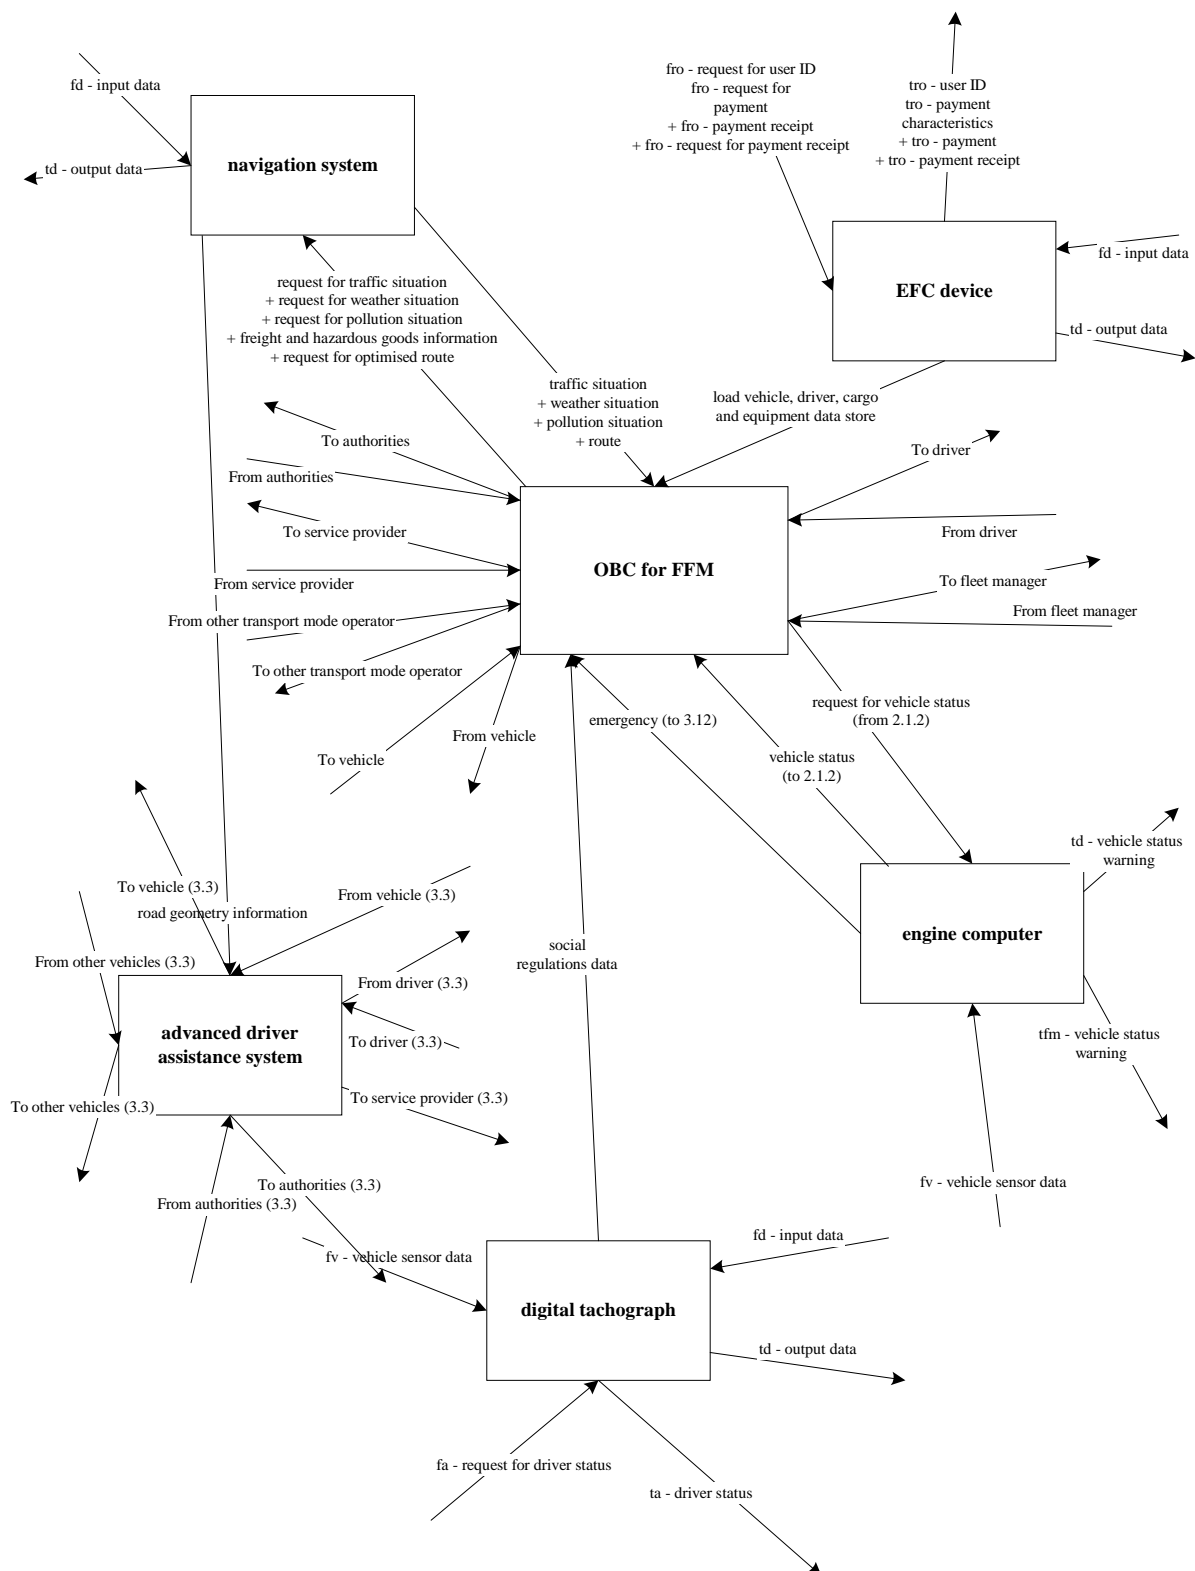 fro - request for user ID
fro - request for
payment
+ fro - payment receipt
+ fro - request for payment receipt
tro - user ID
tro - payment
characteristics
+ tro - payment
+ tro - payment receipt
fd - input data
navigation system
td - output data
fd - input data
EFC device
td - output data
request for traffic situation
+ request for weather situation
+ request for pollution situation
+ freight and hazardous goods information
+ request for optimised route
traffic situation
+ weather situation
+ pollution situation
+ route
load vehicle, driver, cargo
and equipment data store
To authorities
From authorities
To service provider
From service provider
From other transport mode operator
To other transport mode operator
To vehicle
From vehicle
OBC for FFM
To driver
From driver
To fleet manager
From fleet manager
emergency (to 3.12)
vehicle status
(to 2.1.2)
request for vehicle status
(from 2.1.2)
td - vehicle status
warning
engine computer
tfm - vehicle status
warning
fv - vehicle sensor data
To vehicle (3.3)
road geometry information
From vehicle (3.3)
From other vehicles (3.3)
From driver (3.3)
advanced driver
assistance system
To driver (3.3)
To other vehicles (3.3)
To service provider (3.3)
To authorities (3.3)
From authorities (3.3)
social
regulations data
fv - vehicle sensor data
fd - input data
digital tachograph
td - output data
fa - request for driver status
ta - driver status